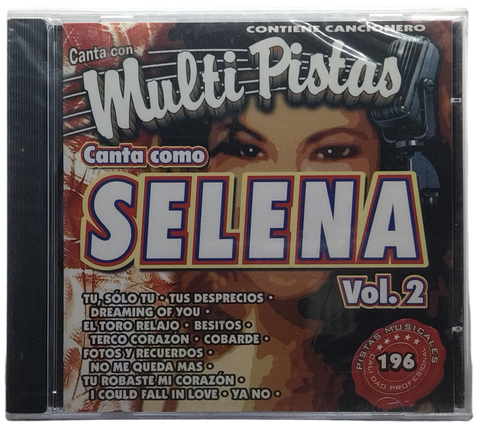 CONTIENE CANCIONERO
Canta con
Multi Pistas
Canta como
SELENA
Vol. 2
TU, SÓLO TU • TUS DESPRECIOS •
DREAMING OF YOU •
EL TORO RELAJO • BESITOS •
TERCO CORAZÓN • COBARDE •
FOTOS Y RECUERDOS •
NO ME QUEDA MAS •
TU ROBASTE MI CORAZÓN •
I COULD FALL IN LOVE • YA NO •
PISTAS MUSICALES
196
CALIDAD PROFESIONAL